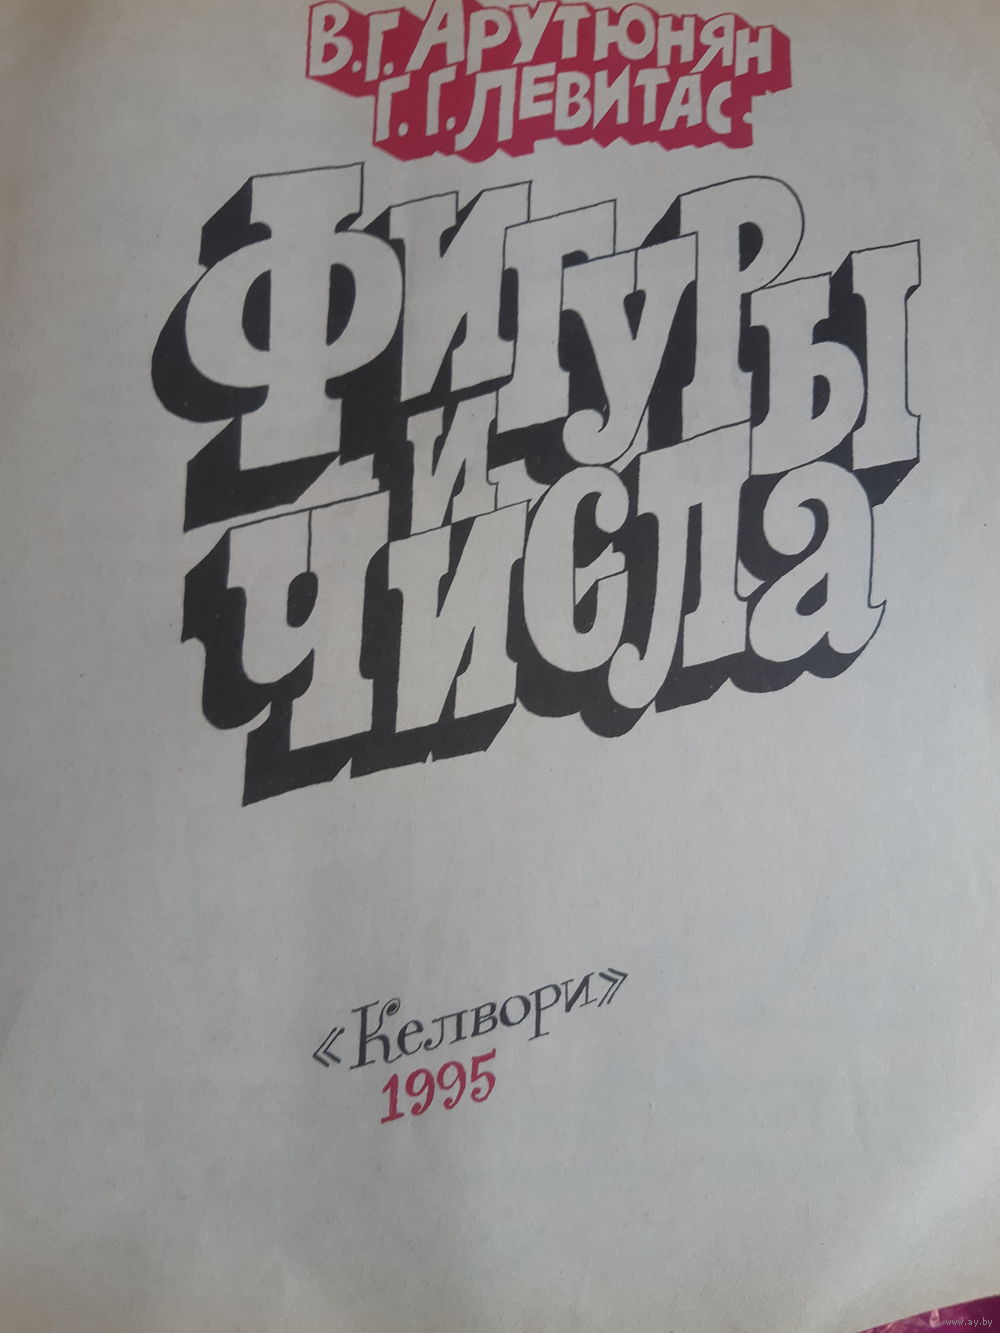 В.Г. АРУТЮНЯН
Г.Г. ЛЕВИТАС.
ФИГУРЫ
И
ЧИСЛА
«Келвори»
1995
www.ay.by